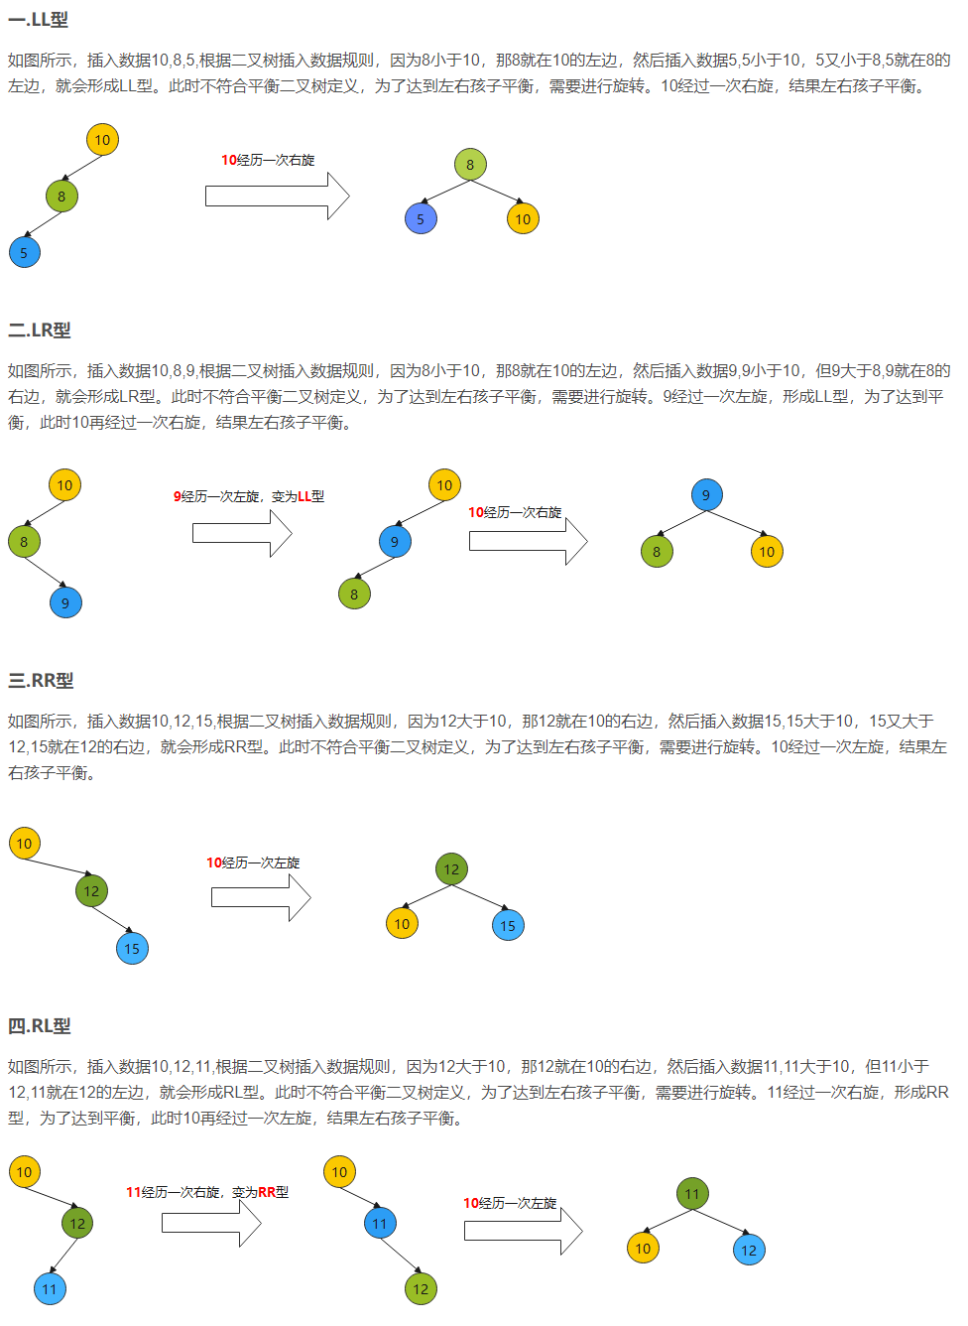 一.LL型
如图所示，插入数据10,8,5,根据二叉树插入数据规则，因为8小于10，那8就在10的左边，然后插入数据5,5小于10，5又小于8,5就在8的
左边，就会形成LL型。此时不符合平衡二叉树定义，为了达到左右孩子平衡，需要进行旋转。10经过一次右旋，结果左右孩子平衡。
10
10经历一次右旋
8
8
5
10
5
二.LR型
如图所示，插入数据10,8,9,根据二叉树插入数据规则，因为8小于10，那8就在10的左边，然后插入数据9,9小于10，但9大于8,9就在8的
右边，就会形成LR型。此时不符合平衡二叉树定义，为了达到左右孩子平衡，需要进行旋转。9经过一次左旋，形成LL型，为了达到平
衡，此时10再经过一次右旋，结果左右孩子平衡。
10
9经历一次左旋，变为LL型
10
10经历一次右旋
9
8
9
8
10
9
8
三.RR型
如图所示，插入数据10,12,15,根据二叉树插入数据规则，因为12大于10，那12就在10的右边，然后插入数据15,15大于10，15又大于
12,15就在12的右边，就会形成RR型。此时不符合平衡二叉树定义，为了达到左右孩子平衡，需要进行旋转。10经过一次左旋，结果左
右孩子平衡。
10
10经历一次左旋
12
12
10
15
15
四.RL型
如图所示，插入数据10,12,11,根据二叉树插入数据规则，因为12大于10，那12就在10的右边，然后插入数据11,11大于10，但11小于
12,11就在12的左边，就会形成RL型。此时不符合平衡二叉树定义，为了达到左右孩子平衡，需要进行旋转。11经过一次右旋，形成RR
型，为了达到平衡，此时10再经过一次左旋，结果左右孩子平衡。
10
11经历一次右旋，变为RR型
10
10经历一次左旋
11
12
11
10
12
11
12